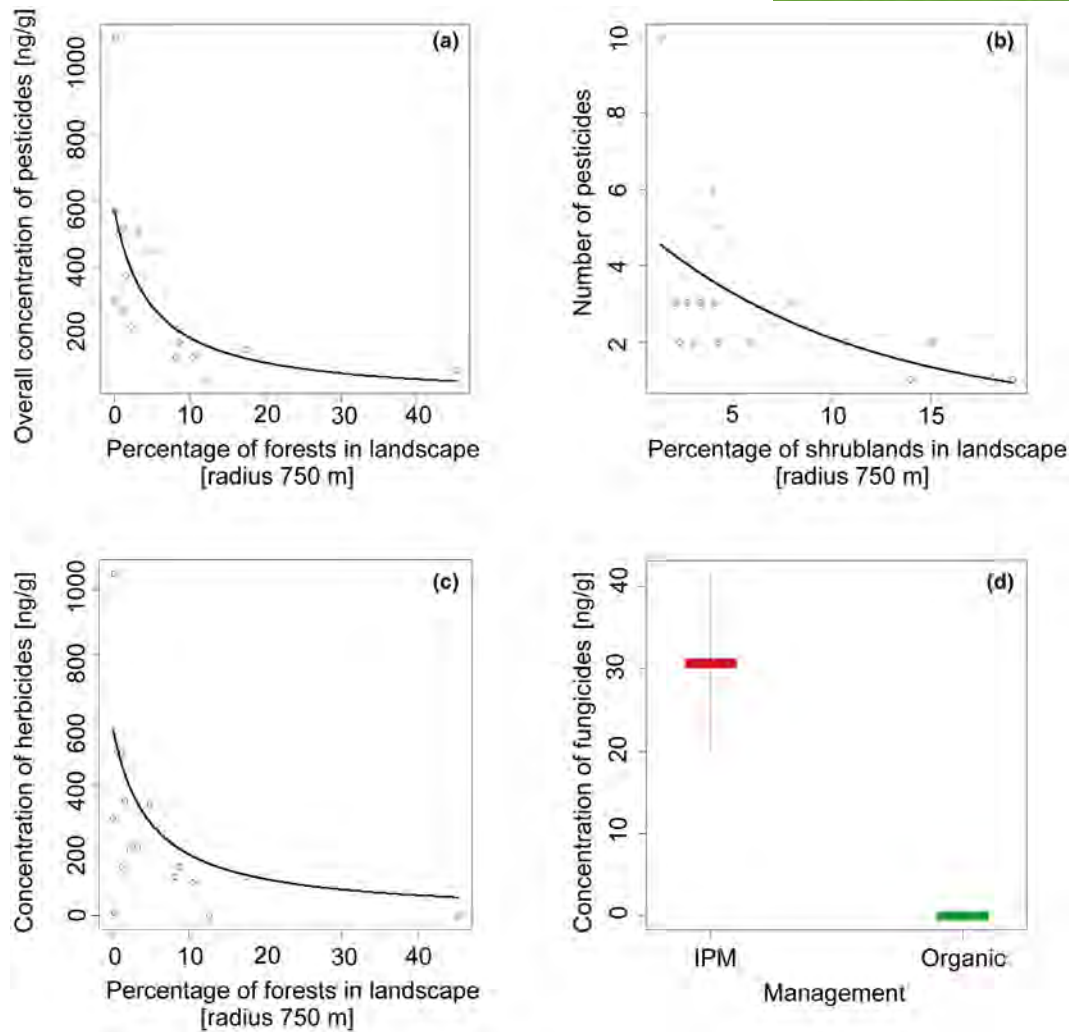 (a)
Overall concentration of pesticides [ng/g]
1000
800
600
400
200
0
10
20
30
40
Percentage of forests in landscape
[radius 750 m]
(b)
Number of pesticides
10
8
6
4
2
5
10
15
Percentage of shrublands in landscape
[radius 750 m]
(c)
Concentration of herbicides [ng/g]
1000
800
600
400
200
0
0
10
20
30
40
Percentage of forests in landscape
[radius 750 m]
(d)
Concentration of fungicides [ng/g]
40
30
20
10
0
IPM
Organic
Management